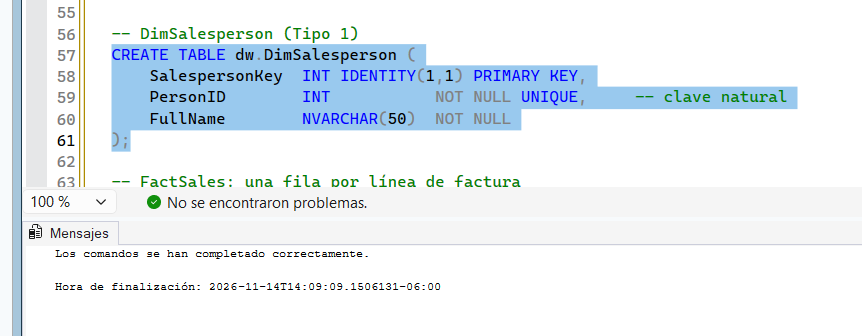 55
56 -- DimSalesperson (Tipo 1)
57 CREATE TABLE dw.DimSalesperson (
58 SalespersonKey INT IDENTITY(1,1) PRIMARY KEY,
59 PersonID INT NOT NULL UNIQUE, -- clave natural
60 FullName NVARCHAR(50) NOT NULL
61 );
62
63 -- FactSales: una fila por línea de factura
100 % No se encontraron problemas.
Mensajes
Los comandos se han completado correctamente.
Hora de finalización: 2026-11-14T14:09:09.1506131-06:00